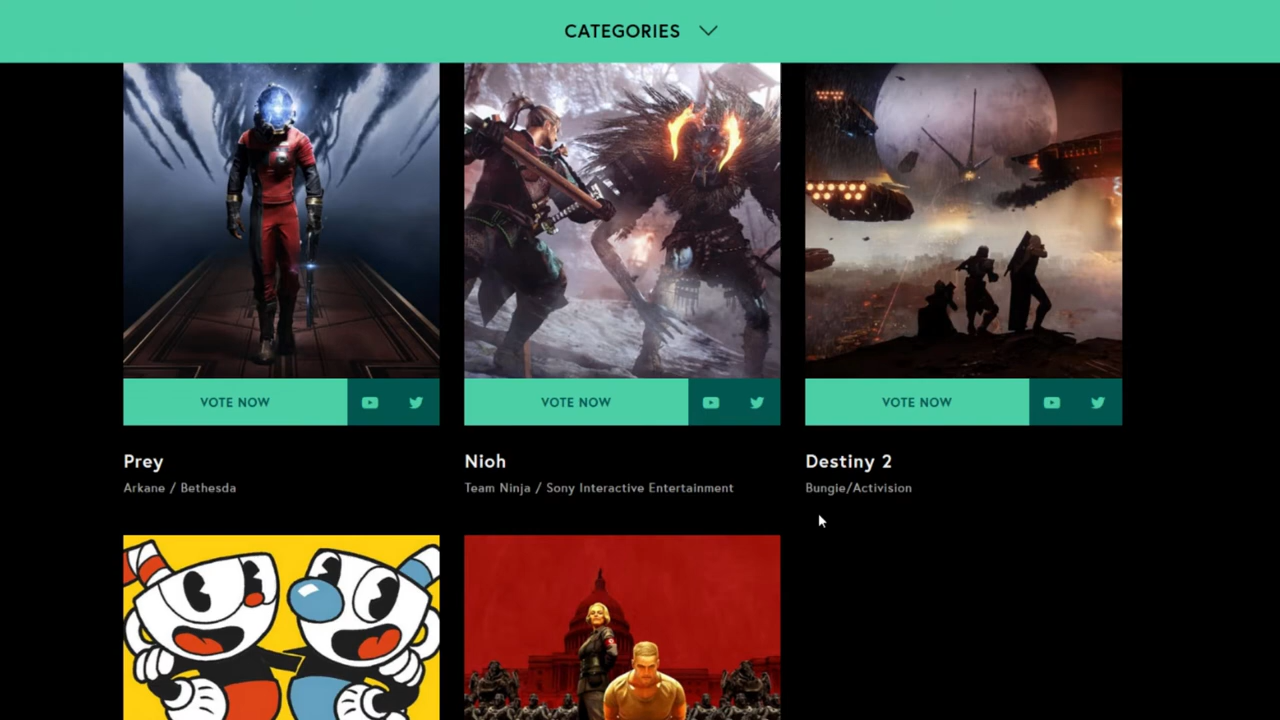 CATEGORIES
VOTE NOW
VOTE NOW
VOTE NOW
Prey
Arkane / Bethesda
Nioh
Team Ninja / Sony Interactive Entertainment
Destiny 2
Bungie/Activision